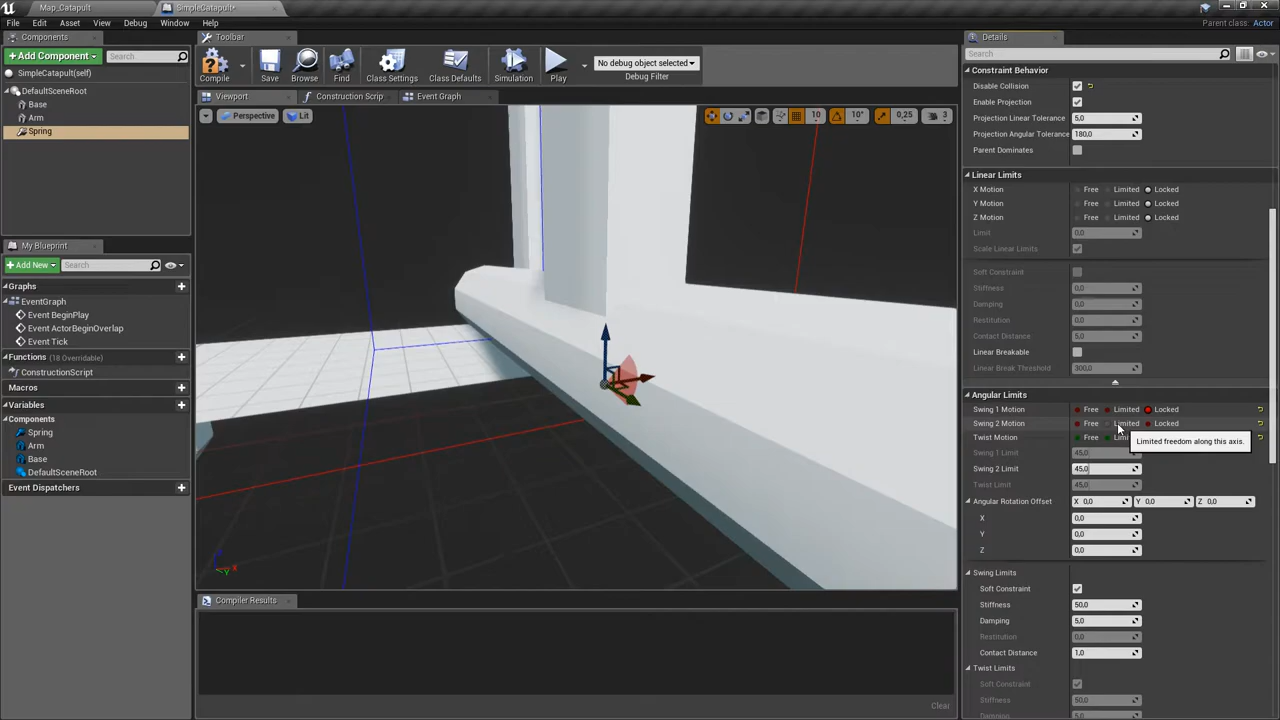 Map_Catapult
SimpleCatapult*
File Edit Asset View Debug Window Help
Parent class: Actor
Components
+ Add Component
Search
SimpleCatapult(self)
DefaultSceneRoot
Base
Arm
Spring
My Blueprint
+ Add New
Search
Graphs
EventGraph
Event BeginPlay
Event ActorBeginOverlap
Event Tick
Functions (18 Overridable)
ConstructionScript
Macros
Variables
Components
Spring
Arm
Base
DefaultSceneRoot
Event Dispatchers
Toolbar
Compile
Save
Browse
Find
Class Settings
Class Defaults
Simulation
Play
No debug object selected
Debug Filter
Viewport
Construction Scrip
Event Graph
Perspective
Lit
10
10°
0,25
3
Compiler Results
Clear
Details
Search
Constraint Behavior
Disable Collision
Enable Projection
Projection Linear Tolerance 5,0
Projection Angular Tolerance 180,0
Parent Dominates
Linear Limits
X Motion Free Limited Locked
Y Motion Free Limited Locked
Z Motion Free Limited Locked
Limit 0,0
Scale Linear Limits
Soft Constraint
Stiffness 0,0
Damping 0,0
Restitution 0,0
Contact Distance 5,0
Linear Breakable
Linear Break Threshold 300,0
Angular Limits
Swing 1 Motion Free Limited Locked
Swing 2 Motion Free Limited Locked
Twist Motion Free Limi
Limited freedom along this axis.
Swing 1 Limit 45,0
Swing 2 Limit 45,0
Twist Limit 45,0
Angular Rotation Offset X 0,0 Y 0,0 Z 0,0
X 0,0
Y 0,0
Z 0,0
Swing Limits
Soft Constraint
Stiffness 50,0
Damping 5,0
Restitution 0,0
Contact Distance 1,0
Twist Limits
Soft Constraint
Stiffness 50,0
Damping 5,0